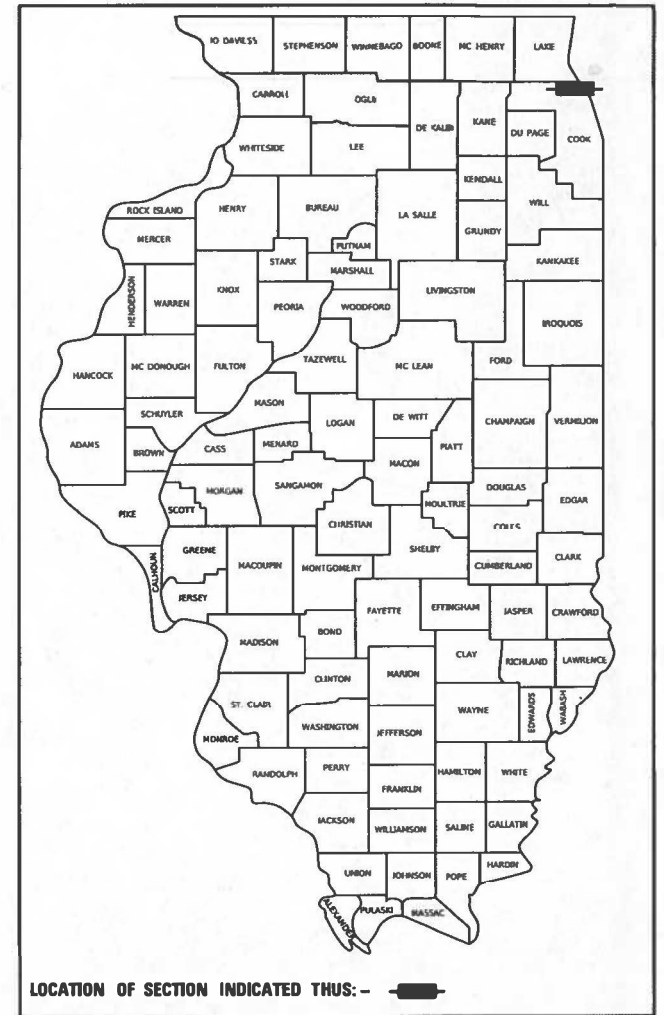 JO DAVIESS STEPHENSON WINNEBAGO BOONE MC HENRY LAKE
CARROLL OGLE DE KALB KANE DU PAGE COOK
WHITESIDE LEE KENDALL WILL
ROCK ISLAND HENRY BUREAU LA SALLE GRUNDY
MERCER PUTNAM KANKAKEE
STARK MARSHALL
HENDERSON WARREN KNOX PEORIA WOODFORD LIVINGSTON IROQUOIS
HANCOCK MC DONOUGH FULTON TAZEWELL MC LEAN FORD
SCHUYLER MASON LOGAN DE WITT CHAMPAIGN VERMILION
ADAMS BROWN CASS MENARD MACON PIATT
PIKE SCOTT MORGAN SANGAMON MOULTRIE DOUGLAS EDGAR
CHRISTIAN COLES
CALHOUN GREENE MACOUPIN MONTGOMERY SHELBY CUMBERLAND CLARK
JERSEY FAYETTE EFFINGHAM JASPER CRAWFORD
MADISON BOND CLAY RICHLAND LAWRENCE
CLINTON MARION
ST. CLAIR WASHINGTON JEFFERSON WAYNE EDWARDS WABASH
MONROE
RANDOLPH PERRY FRANKLIN HAMILTON WHITE
JACKSON WILLIAMSON SALINE GALLATIN
UNION JOHNSON POPE HARDIN
ALEXANDER PULASKI MASSAC
LOCATION OF SECTION INDICATED THUS: -